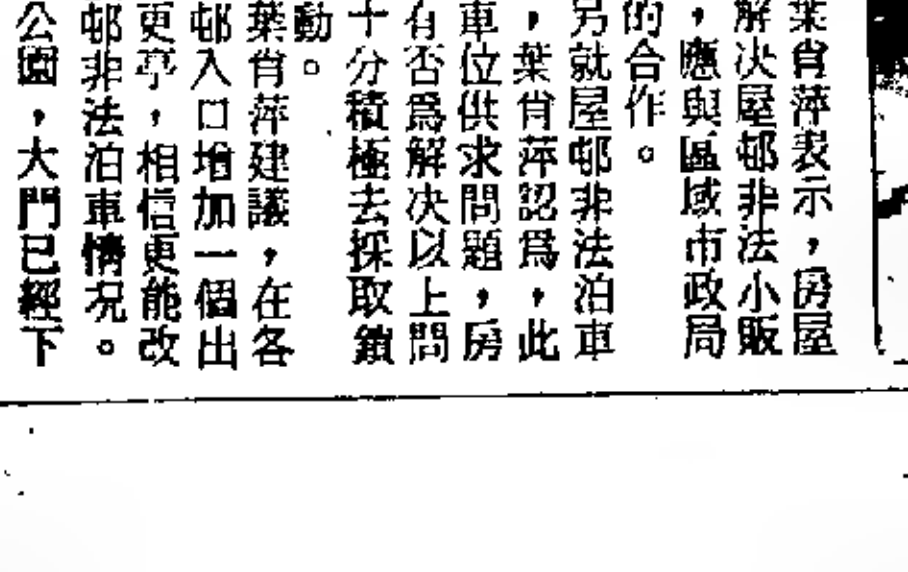 葉肖萍表示，房屋
解决屋邨非法小販
，應與區域市政局
的合作。
另就屋邨非法泊車
，葉肖萍認爲，此
車位供求問題，房
有否爲解决以上問
十分積極去採取鎖
動。
葉肖萍建議，在各
邨入口增加一個出
更亭，相信更能改
邨非法泊車情况。
公園，大門已經下